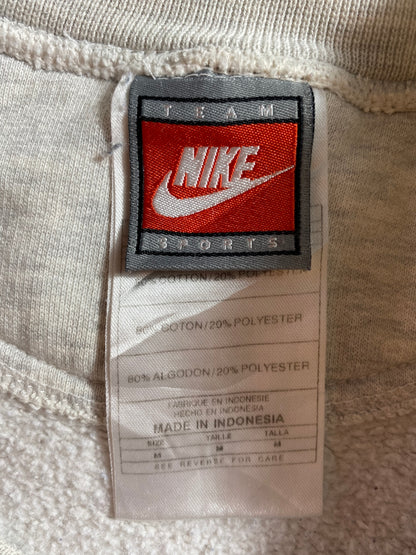 TEAM
NIKE
SPORTS
80% COTTON/20% POLYESTER
80% COTON/20% POLYESTER
80% ALGODON/20% POLYESTER
FABRIQUE EN INDONESIE
HECHO EN INDONESIA
MADE IN INDONESIA
SIZE TAILLE TALLA
M M M
SEE REVERSE FOR CARE